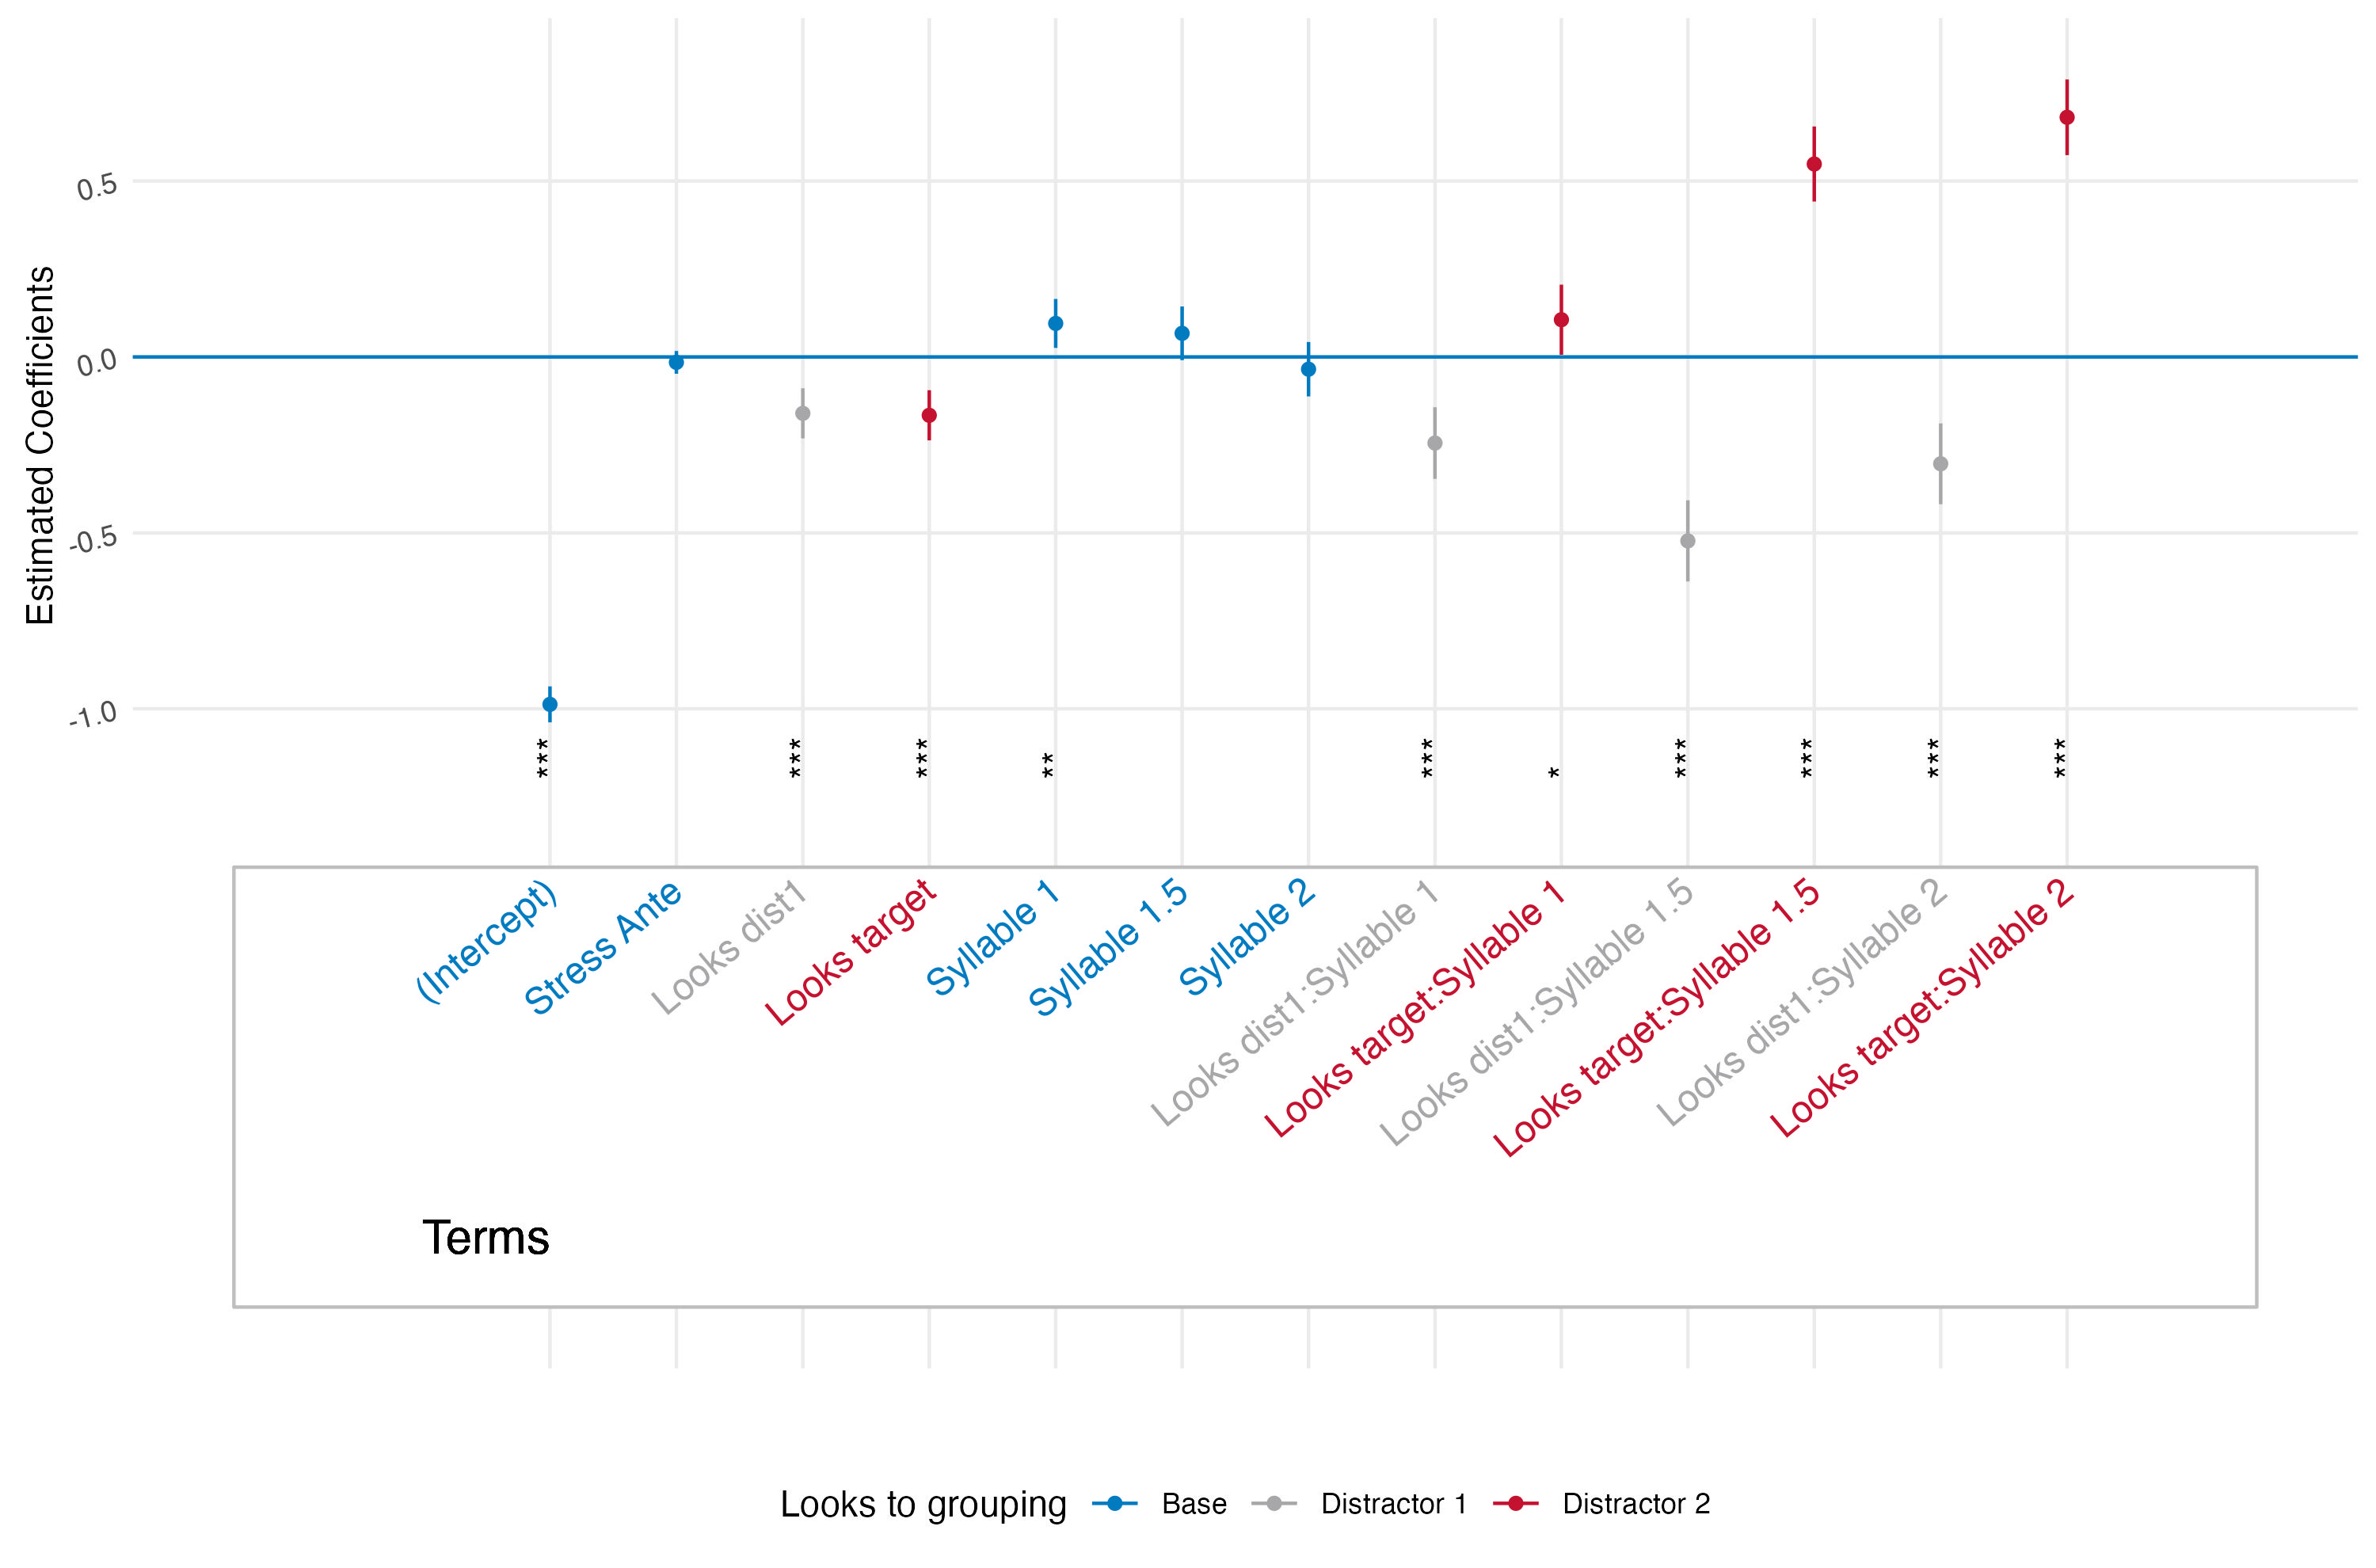 Estimated Coefficients
0.5
0.0
-0.5
-1.0
***
***
***
**
***
*
***
***
***
***
(Intercept)
Stress Ante
Looks dist1
Looks target
Syllable 1
Syllable 1.5
Syllable 2
Looks dist1:Syllable 1
Looks target:Syllable 1
Looks dist1:Syllable 1.5
Looks target:Syllable 1.5
Looks dist1:Syllable 2
Looks target:Syllable 2
Terms
Looks to grouping Base Distractor 1 Distractor 2